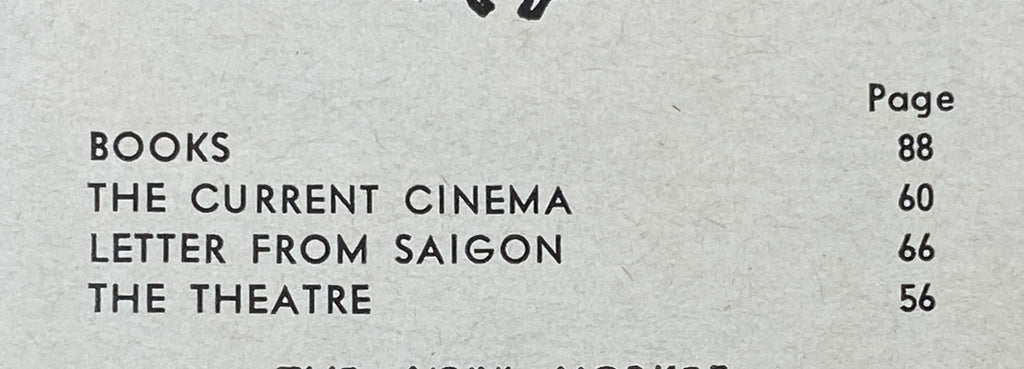 Page
BOOKS 88
THE CURRENT CINEMA 60
LETTER FROM SAIGON 66
THE THEATRE 56